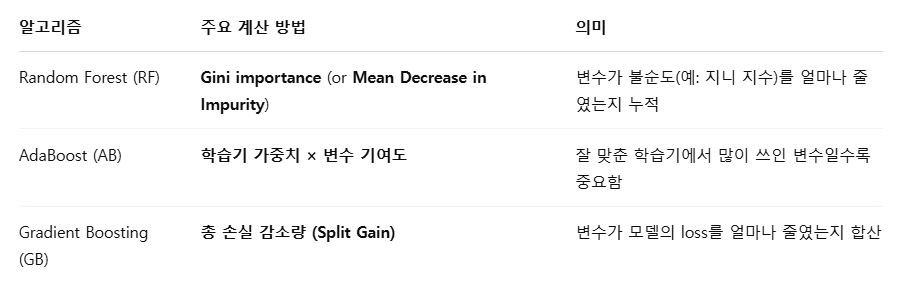 알고리즘 주요 계산 방법 의미
Random Forest (RF) Gini importance (or Mean Decrease in Impurity) 변수가 불순도(예: 지니 지수)를 얼마나 줄였는지 누적
AdaBoost (AB) 학습기 가중치 × 변수 기여도 잘 맞춘 학습기에서 많이 쓰인 변수일수록 중요함
Gradient Boosting (GB) 총 손실 감소량 (Split Gain) 변수가 모델의 loss를 얼마나 줄였는지 합산